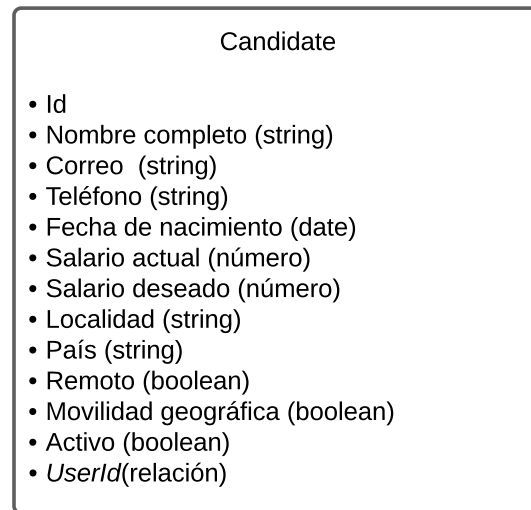 Candidate
• Id
• Nombre completo (string)
• Correo  (string)
• Teléfono (string)
• Fecha de nacimiento (date)
• Salario actual (número)
• Salario deseado (número)
• Localidad (string)
• País (string)
• Remoto (boolean)
• Movilidad geográfica (boolean)
• Activo (boolean)
• UserId(relación)